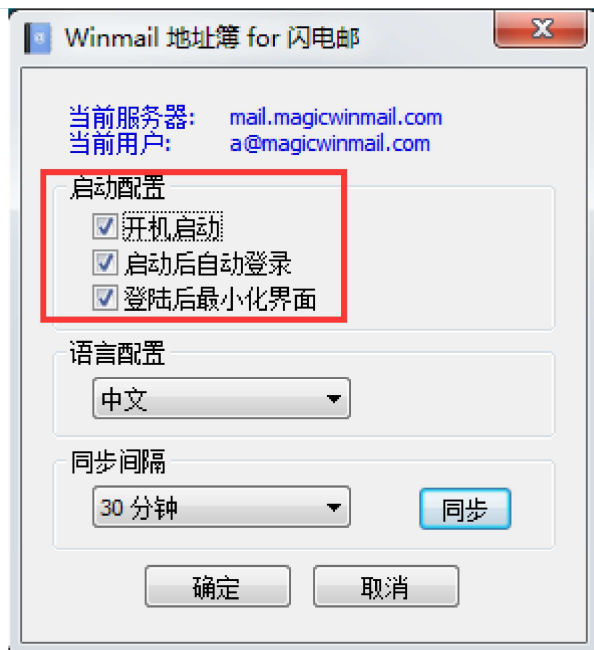 Winmail 地址簿 for 闪电邮
当前服务器: mail.magicwinmail.com
当前用户: a@magicwinmail.com
启动配置
开机启动
启动后自动登录
登陆后最小化界面
语言配置
中文
同步间隔
30 分钟
同步
确定 取消